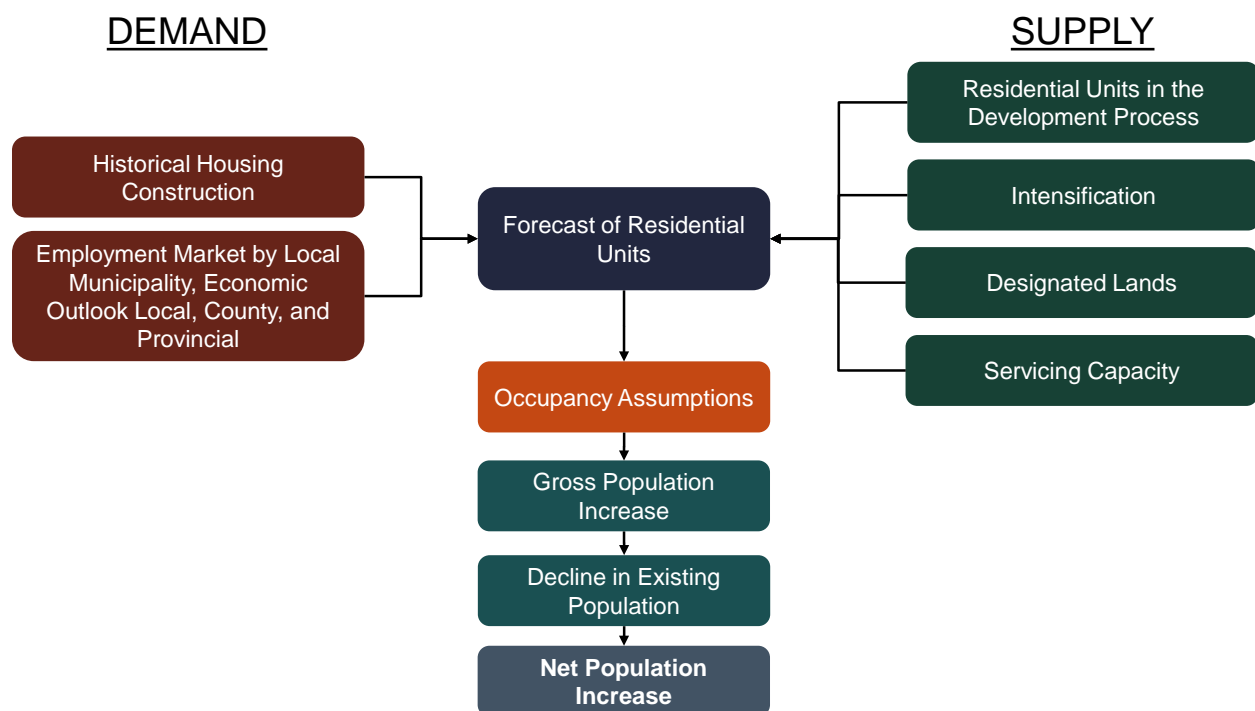 DEMAND
SUPPLY
Historical Housing
Construction
Employment Market by Local
Municipality, Economic
Outlook Local, County, and
Provincial
Forecast of Residential
Units
Occupancy Assumptions
Gross Population
Increase
Decline in Existing
Population
Net Population
Increase
Residential Units in the
Development Process
Intensification
Designated Lands
Servicing Capacity